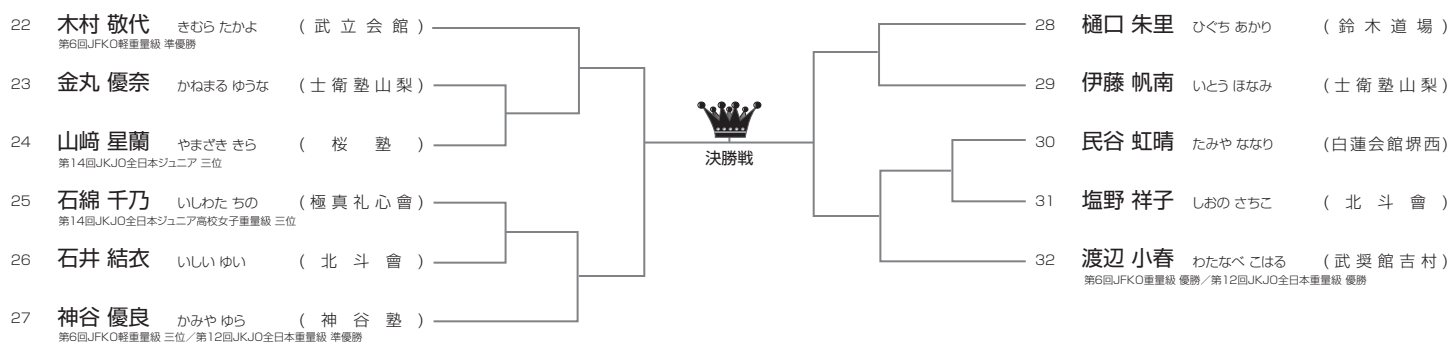 22 木村 敬代 きむら たかよ (武立会館)
第6回JFKO軽重量級 準優勝
23 金丸 優奈 かねまる ゆうな (士衛塾山梨)
24 山﨑 星蘭 やまざき きら (桜塾)
第14回JKJO全日本ジュニア 三位
25 石綿 千乃 いしわた ちの (極真礼心會)
第14回JKJO全日本ジュニア高校女子重量級 三位
26 石井 結衣 いしい ゆい (北斗會)
27 神谷 優良 かみや ゆら (神谷塾)
第6回JFKO軽重量級 三位／第12回JKJO全日本重量級 準優勝
決勝戦
28 樋口 朱里 ひぐち あかり (鈴木道場)
29 伊藤 帆南 いとう ほなみ (士衛塾山梨)
30 民谷 虹晴 たみや ななり (白蓮会館堺西)
31 塩野 祥子 しおの さちこ (北斗會)
32 渡辺 小春 わたなべ こはる (武奨館吉村)
第6回JFKO重量級 優勝／第12回JKJO全日本重量級 優勝